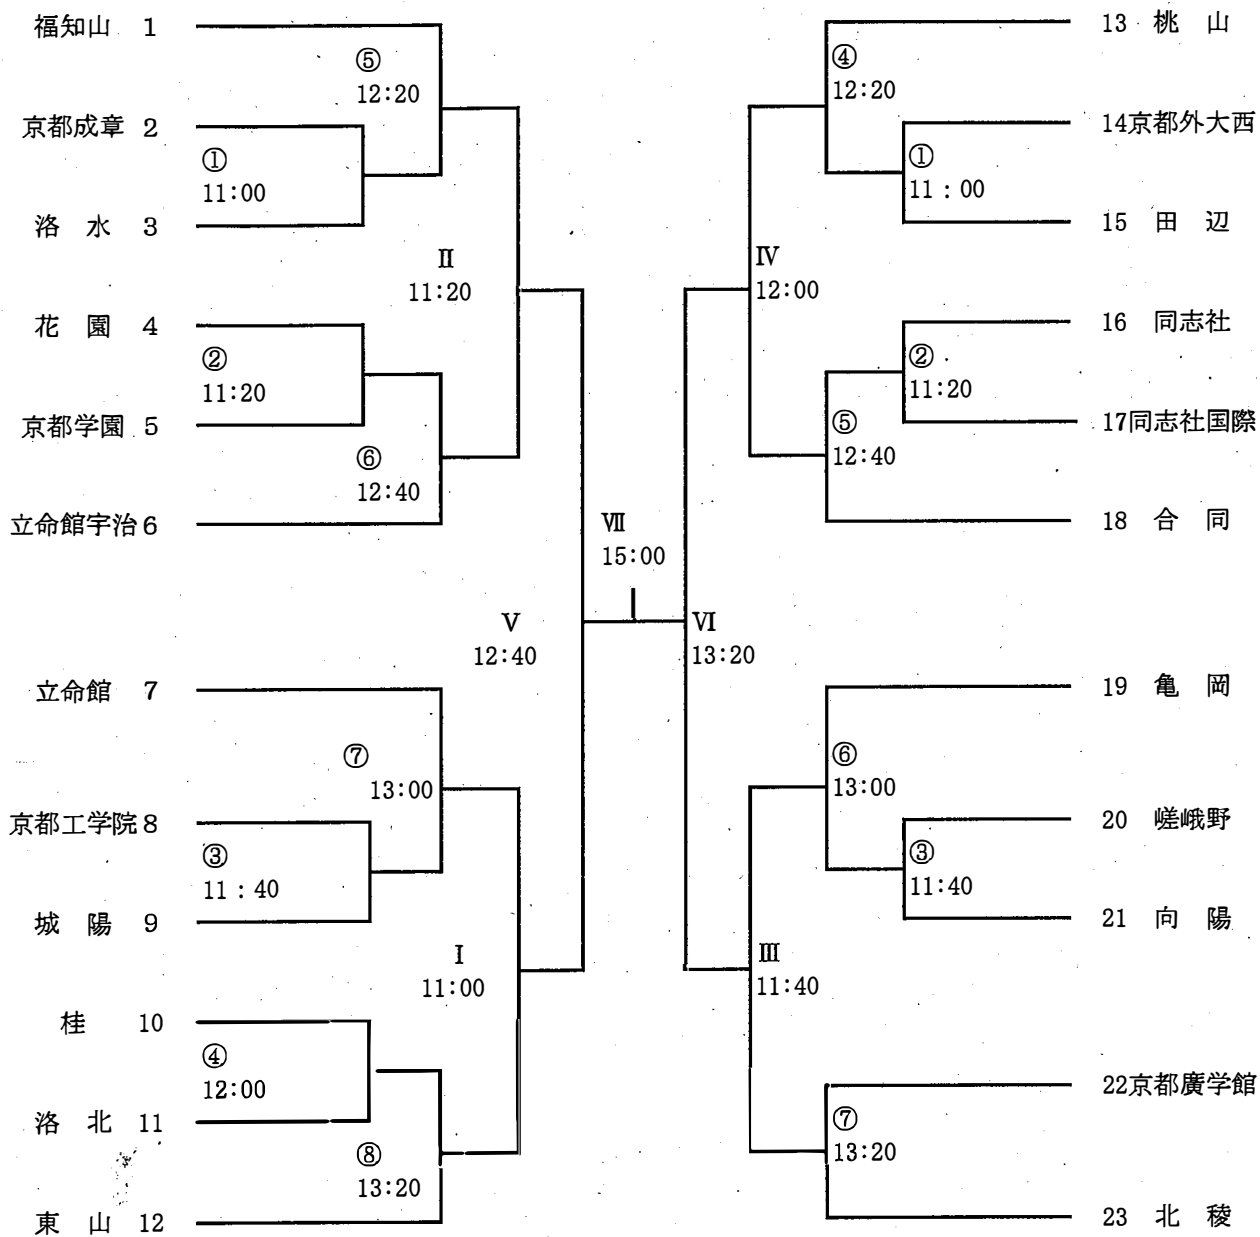 福知山 1
⑤
12:20
京都成章 2
①
11:00
洛 水 3
Ⅱ
11:20
花 園 4
②
11:20
京都学園 5
⑥
12:40
立命館宇治 6
Ⅶ
15:00
Ⅴ
12:40
立命館 7
⑦
13:00
京都工学院 8
③
11:40
城 陽 9
Ⅰ
11:00
桂 10
④
12:00
洛 北 11
⑧
13:20
東 山 12
13 桃 山
④
12:20
14京都外大西
①
11:00
15 田 辺
Ⅳ
12:00
16 同志社
②
11:20
17同志社国際
⑤
12:40
18 合 同
Ⅵ
13:20
19 亀 岡
⑥
13:00
20 嵯峨野
③
11:40
21 向 陽
Ⅲ
11:40
22京都廣学館
⑦
13:20
23 北 稜